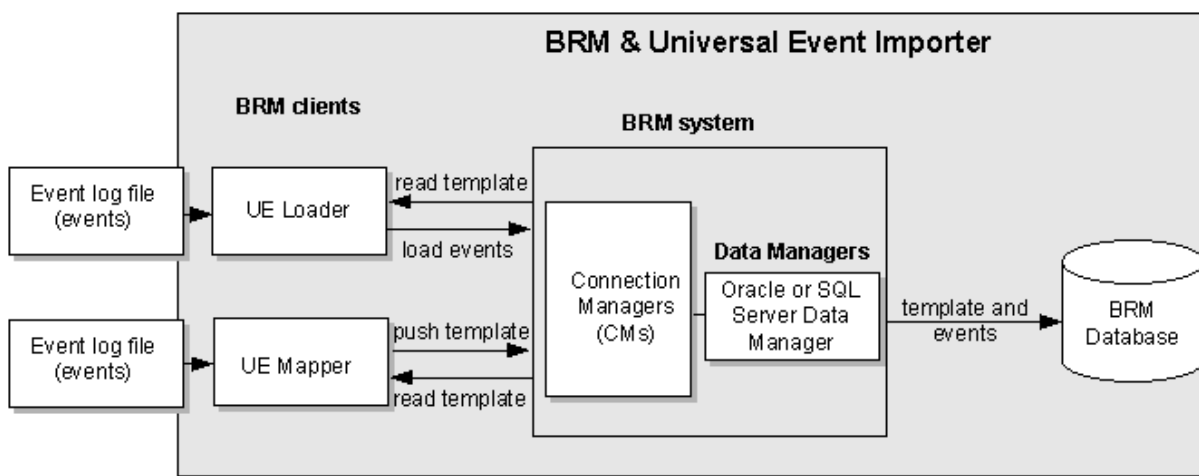 BRM & Universal Event Importer
BRM clients
BRM system
Event log file
(events)
UE Loader
read template
load events
Connection
Managers
(CMs)
Data Managers
Oracle or SQL
Server Data
Manager
template and
events
BRM
Database
Event log file
(events)
UE Mapper
push template
read template